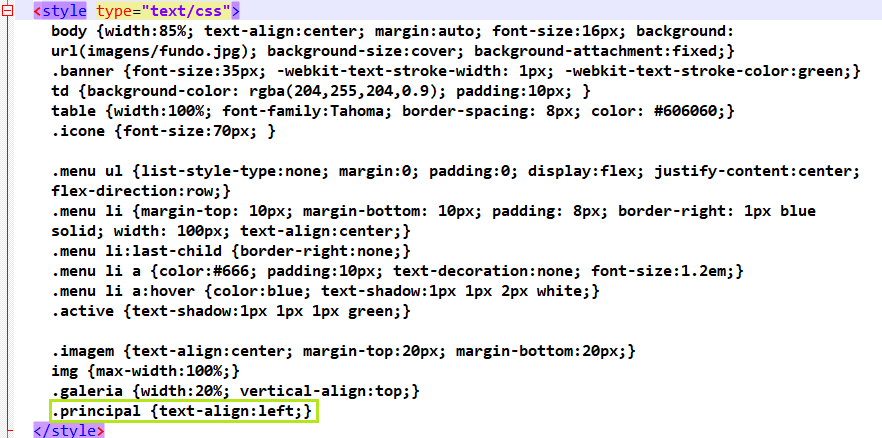 <style type="text/css">
body {width:85%; text-align:center; margin:auto; font-size:16px; background:
url(imagens/fundo.jpg); background-size:cover; background-attachment:fixed;}
.banner {font-size:35px; -webkit-text-stroke-width: 1px; -webkit-text-stroke-color:green;}
td {background-color: rgba(204,255,204,0.9); padding:10px; }
table {width:100%; font-family:Tahoma; border-spacing: 8px; color: #606060;}
.icone {font-size:70px; }
.menu ul {list-style-type:none; margin:0; padding:0; display:flex; justify-content:center;
flex-direction:row;}
.menu li {margin-top: 10px; margin-bottom: 10px; padding: 8px; border-right: 1px blue
solid; width: 100px; text-align:center;}
.menu li:last-child {border-right:none;}
.menu li a {color:#666; padding:10px; text-decoration:none; font-size:1.2em;}
.menu li a:hover {color:blue; text-shadow:1px 1px 2px white;}
.active {text-shadow:1px 1px 1px green;}
.imagem {text-align:center; margin-top:20px; margin-bottom:20px;}
img {max-width:100%;}
.galeria {width:20%; vertical-align:top;}
.principal {text-align:left;}
</style>